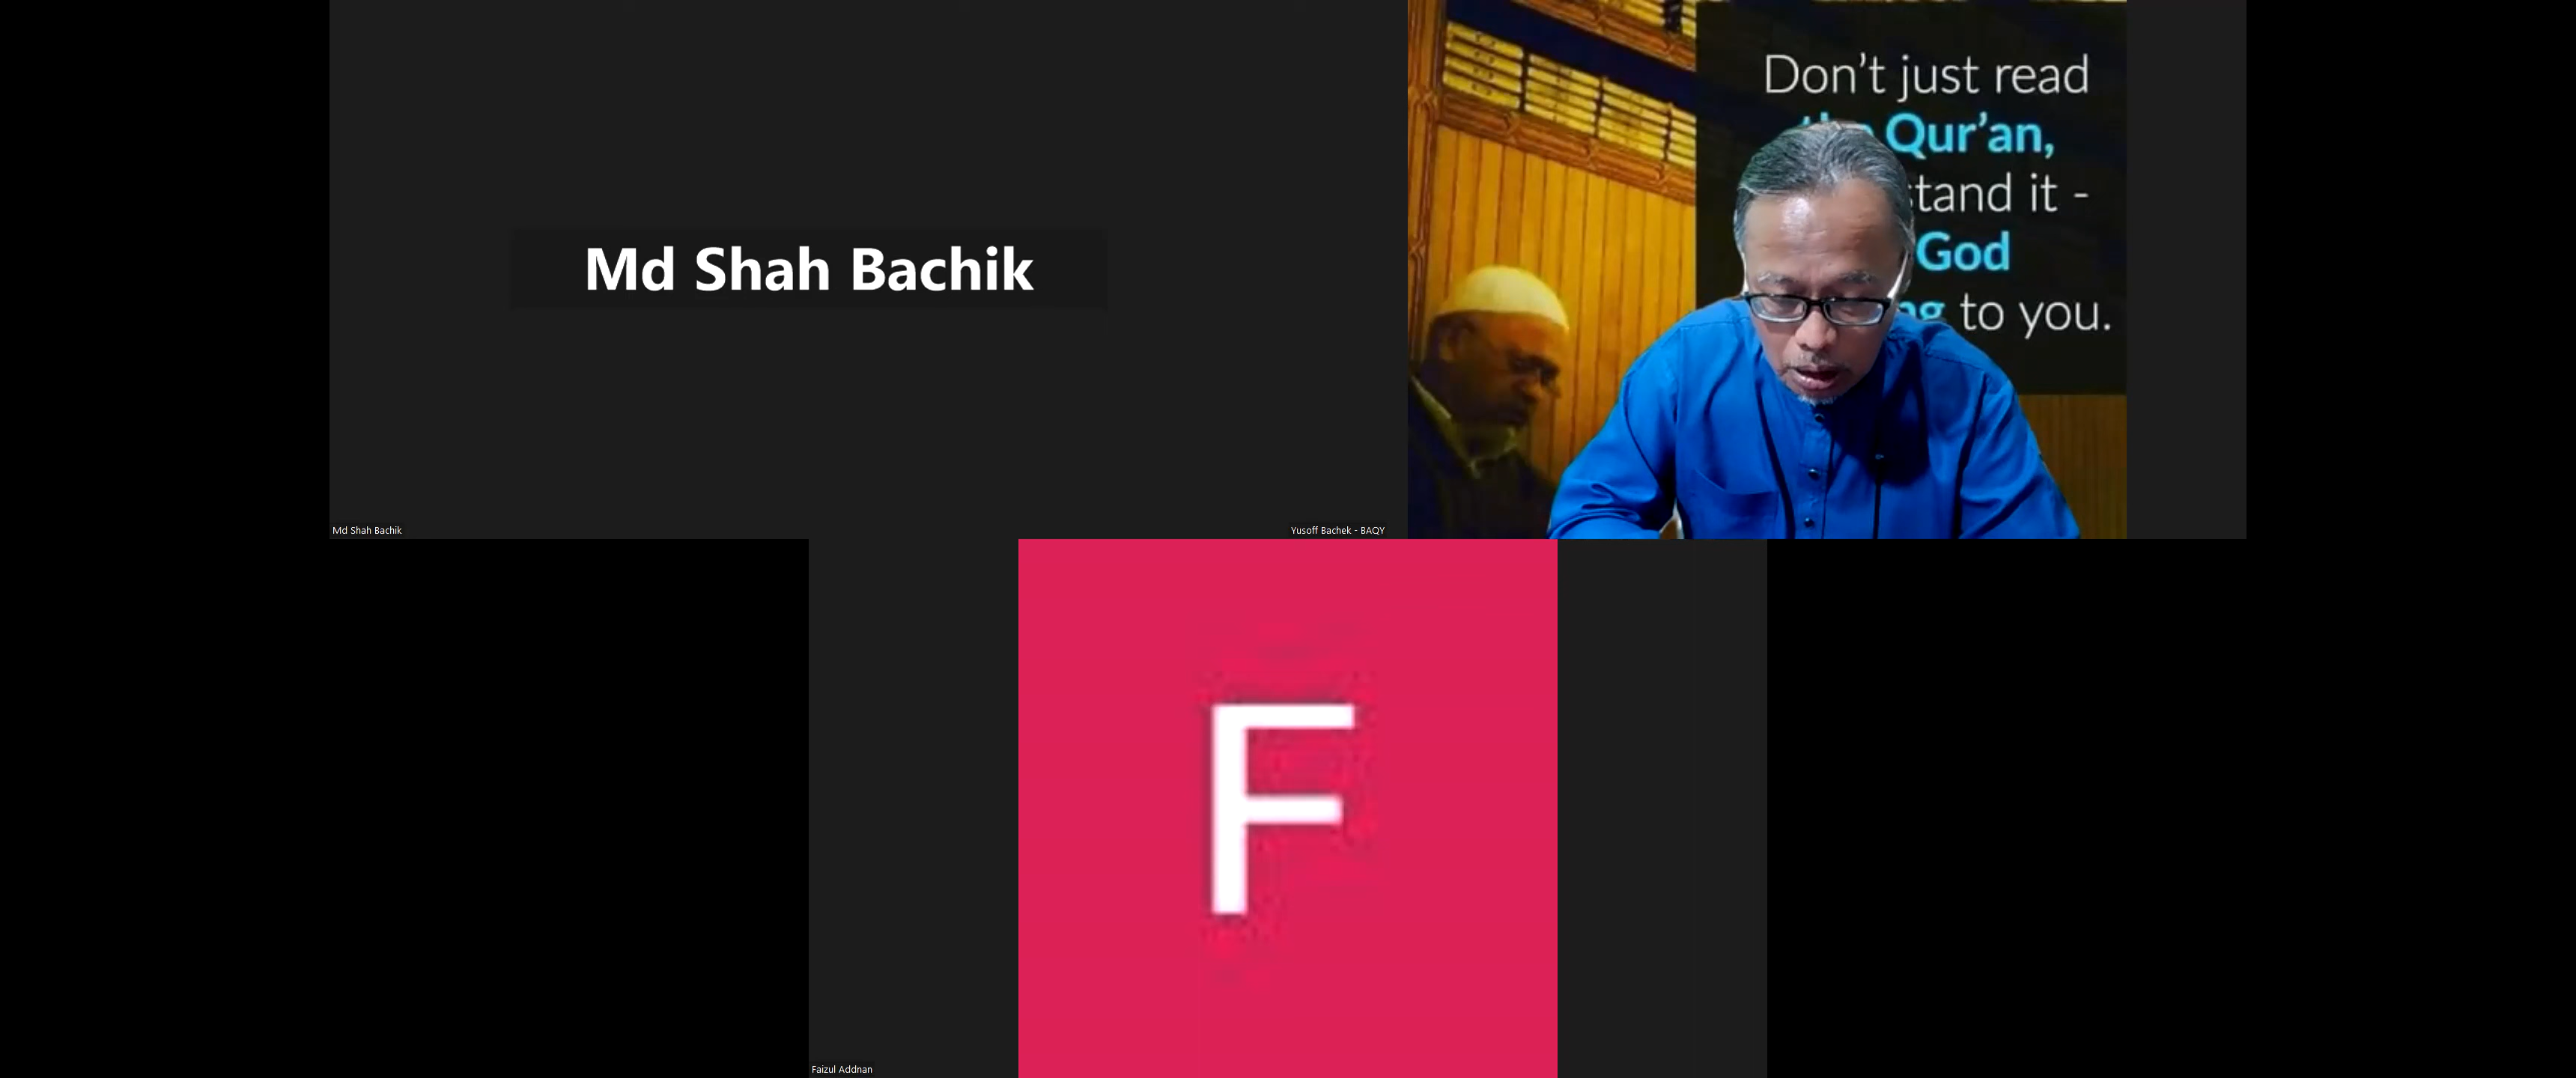 Md Shah Bachik
Md Shah Bachik
Don't just read
Qur'an,
it -
God
to you.
Yusoff Bachek - BAQY
F
Faizul Addnan